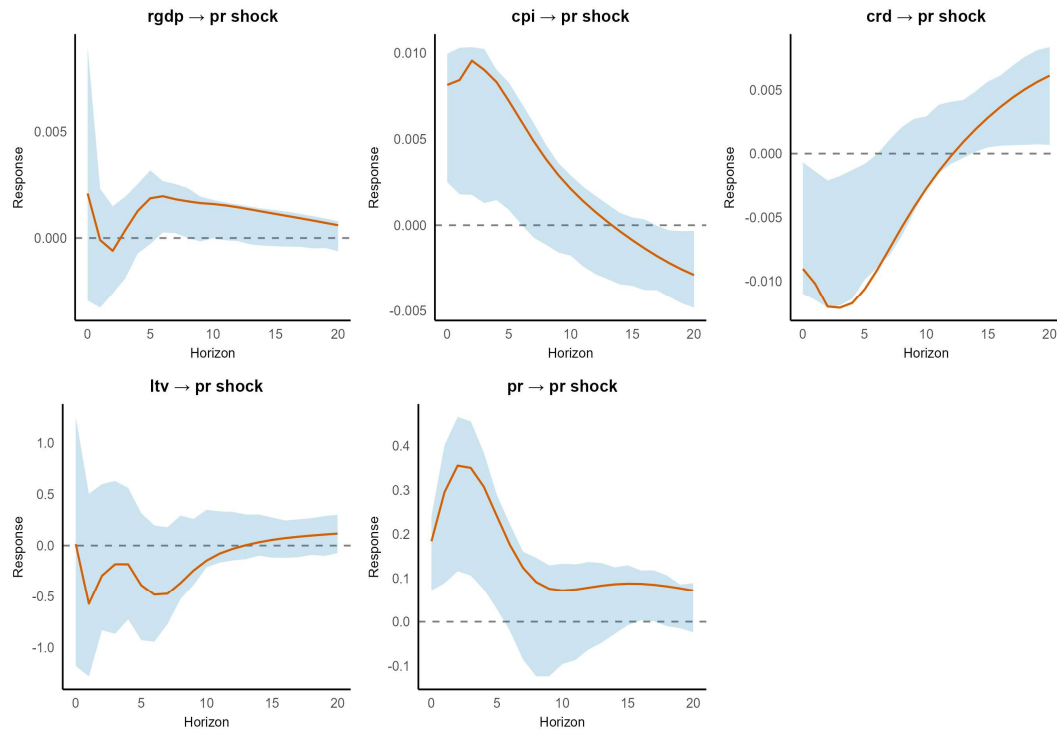 rgdp → pr shock
Response
0.005
0.000
0 5 10 15 20
Horizon
cpi → pr shock
Response
0.010
0.005
0.000
-0.005
0 5 10 15 20
Horizon
crd → pr shock
Response
0.005
0.000
-0.005
-0.010
0 5 10 15 20
Horizon
ltv → pr shock
Response
1.0
0.5
0.0
-0.5
-1.0
0 5 10 15 20
Horizon
pr → pr shock
Response
0.4
0.3
0.2
0.1
0.0
-0.1
0 5 10 15 20
Horizon